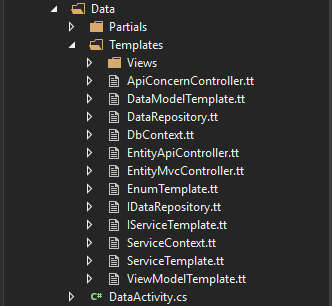 Data
Partials
Templates
Views
ApiConcernController.tt
DataModelTemplate.tt
DataRepository.tt
DbContext.tt
EntityApiController.tt
EntityMvcController.tt
EnumTemplate.tt
IDataRepository.tt
IServiceTemplate.tt
ServiceContext.tt
ServiceTemplate.tt
ViewModelTemplate.tt
C# DataActivity.cs